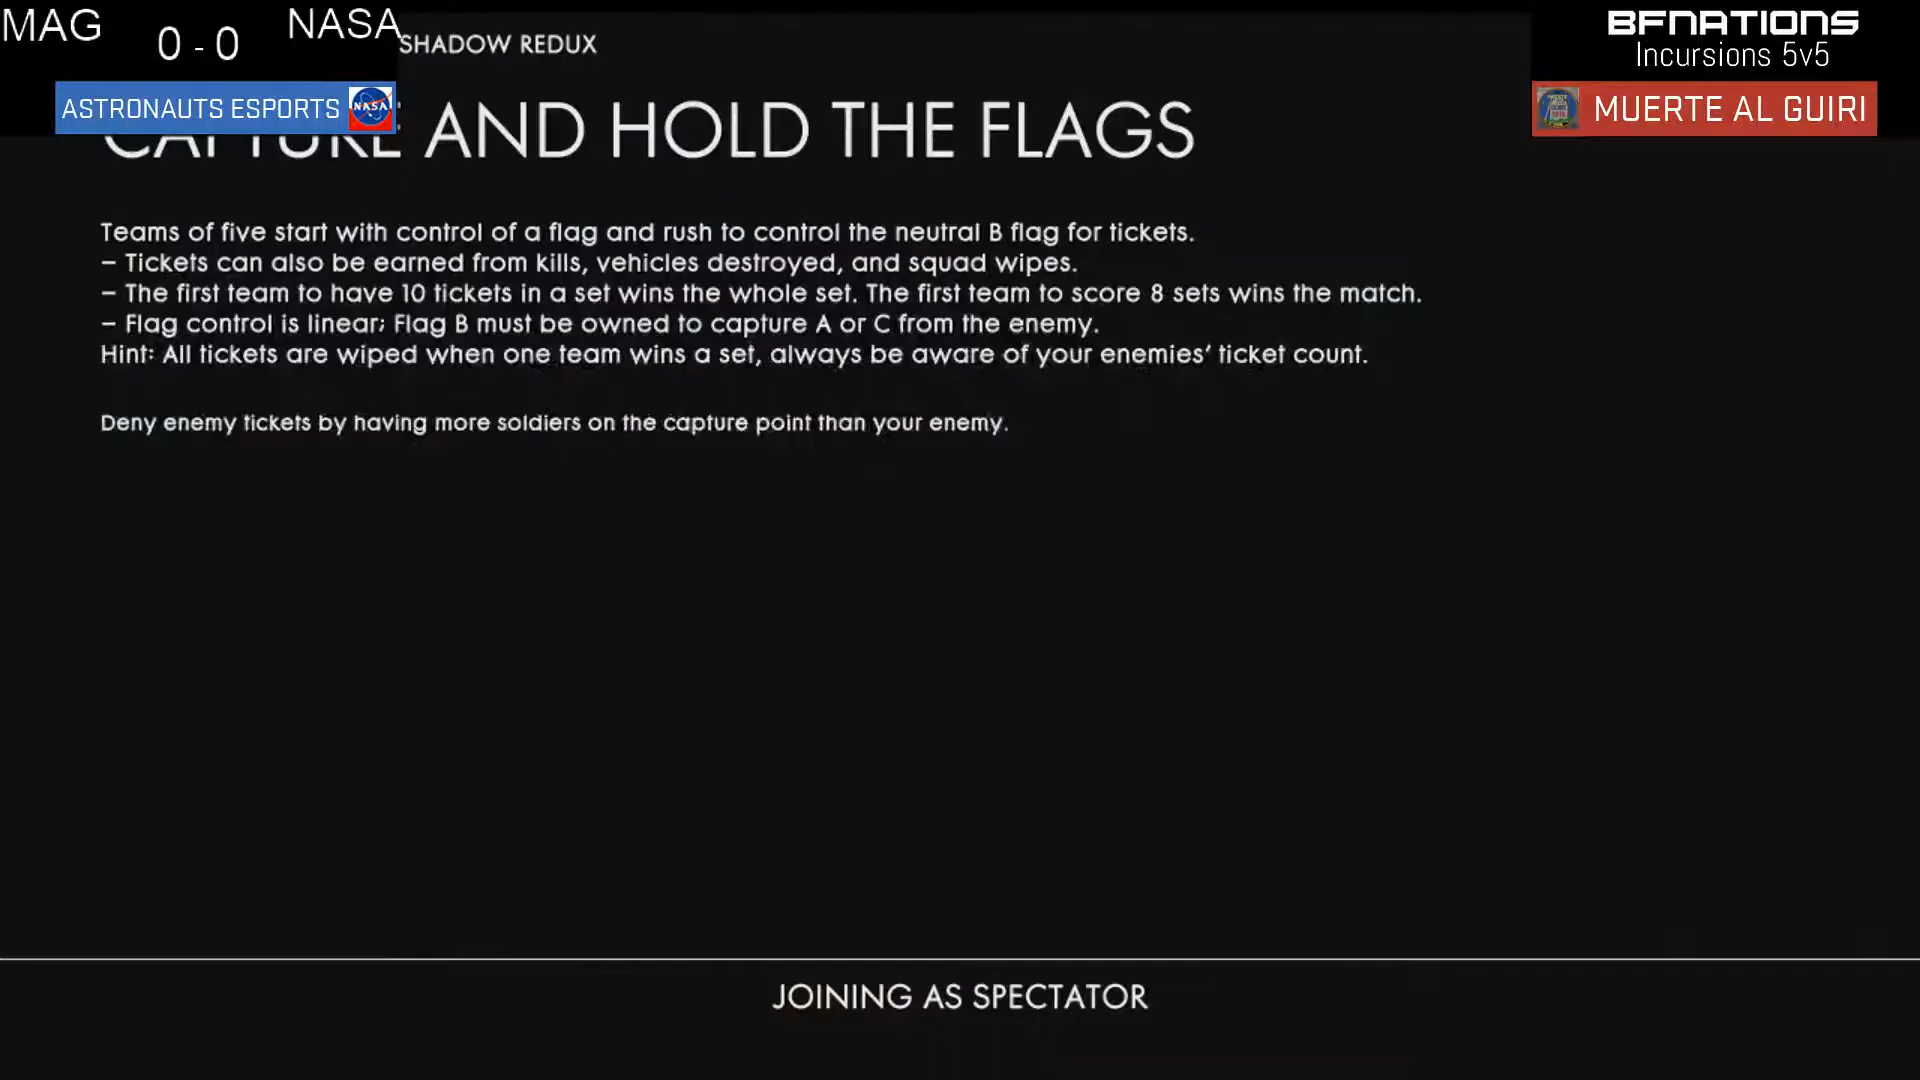 MAG
0 - 0
NASA
SHADOW REDUX
BFNATIONS
Incursions 5v5
ASTRONAUTS ESPORTS
NASA
MUERTE AL GUIRI
CAPTURE AND HOLD THE FLAGS
Teams of five start with control of a flag and rush to control the neutral B flag for tickets.
– Tickets can also be earned from kills, vehicles destroyed, and squad wipes.
– The first team to have 10 tickets in a set wins the whole set. The first team to score 8 sets wins the match.
– Flag control is linear; Flag B must be owned to capture A or C from the enemy.
Hint: All tickets are wiped when one team wins a set, always be aware of your enemies’ ticket count.
Deny enemy tickets by having more soldiers on the capture point than your enemy.
JOINING AS SPECTATOR